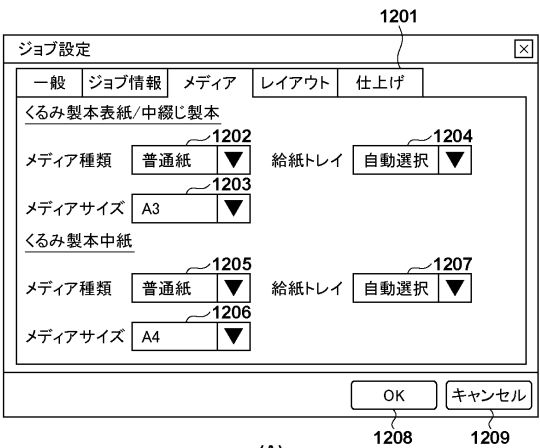 1201
ジョブ設定
一般 ジョブ情報 メディア レイアウト 仕上げ
くるみ製本表紙/中綴じ製本
1202 1204
メディア種類 普通紙 ▼ 給紙トレイ 自動選択 ▼
1203
メディアサイズ A3 ▼
くるみ製本中紙
1205 1207
メディア種類 普通紙 ▼ 給紙トレイ 自動選択 ▼
1206
メディアサイズ A4 ▼
OK キャンセル
1208 1209